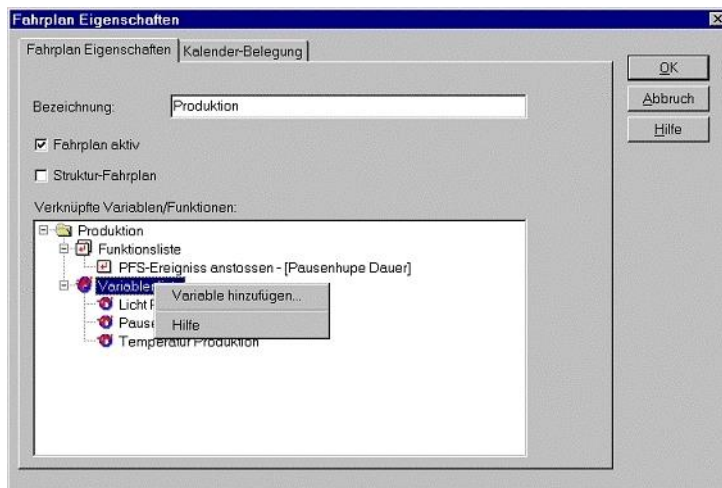 Fahrplan Eigenschaften
Fahrplan Eigenschaften
Kalender-Belegung
OK
Abbruch
Hilfe
Bezeichnung: Produktion
Fahrplan aktiv
Struktur-Fahrplan
Verknüpfte Variablen/Funktionen:
Produktion
Funktionsliste
PFS-Ereigniss anstossen - [Pausenhupe Dauer]
Variable hinzufügen...
Licht
Hilfe
Temperatur Produktion